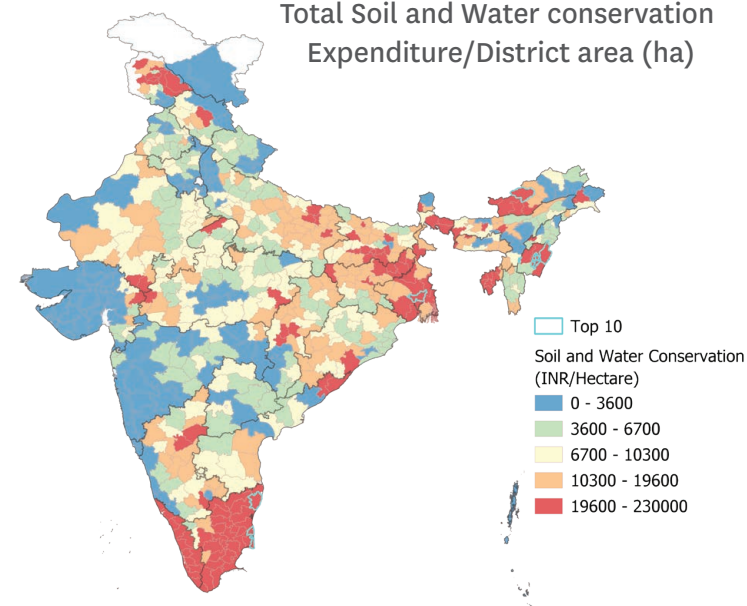 Total Soil and Water conservation
Expenditure/District area (ha)
Top 10
Soil and Water Conservation
(INR/Hectare)
0 - 3600
3600 - 6700
6700 - 10300
10300 - 19600
19600 - 230000